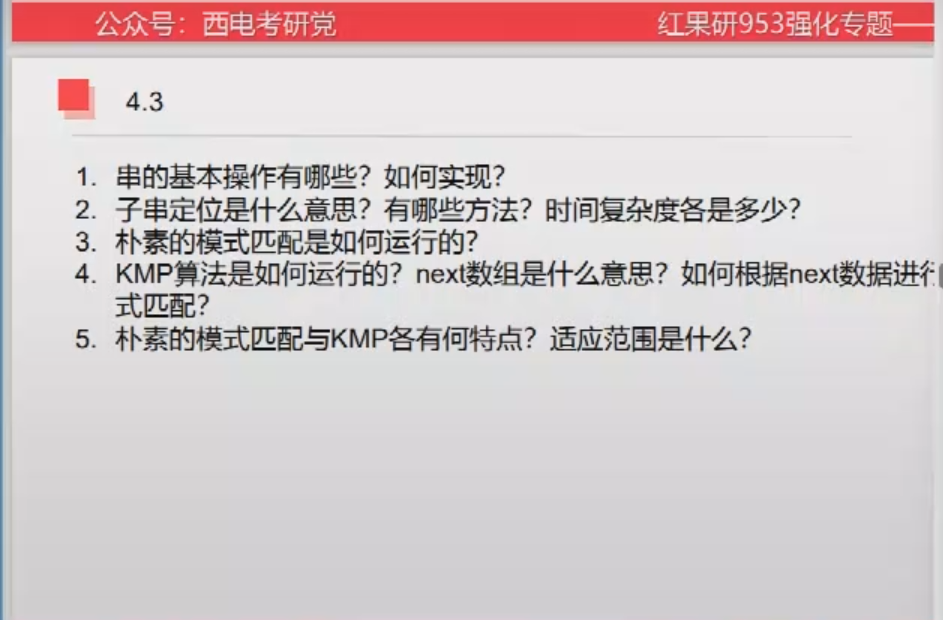 公众号：西电考研党
红果研953强化专题——
4.3
1. 串的基本操作有哪些？如何实现？
2. 子串定位是什么意思？有哪些方法？时间复杂度各是多少？
3. 朴素的模式匹配是如何运行的？
4. KMP算法是如何运行的？next数组是什么意思？如何根据next数据进行
式匹配？
5. 朴素的模式匹配与KMP各有何特点？适应范围是什么？